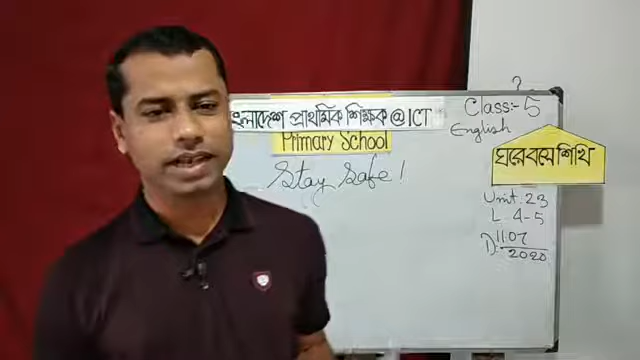 বাংলাদেশ প্রাথমিক শিক্ষক @ICT
Primary School
Stay Safe!
Class:- 5
English
ঘরে বসে শিখি
Unit: 23
L 4-5
D: 11.07
2020